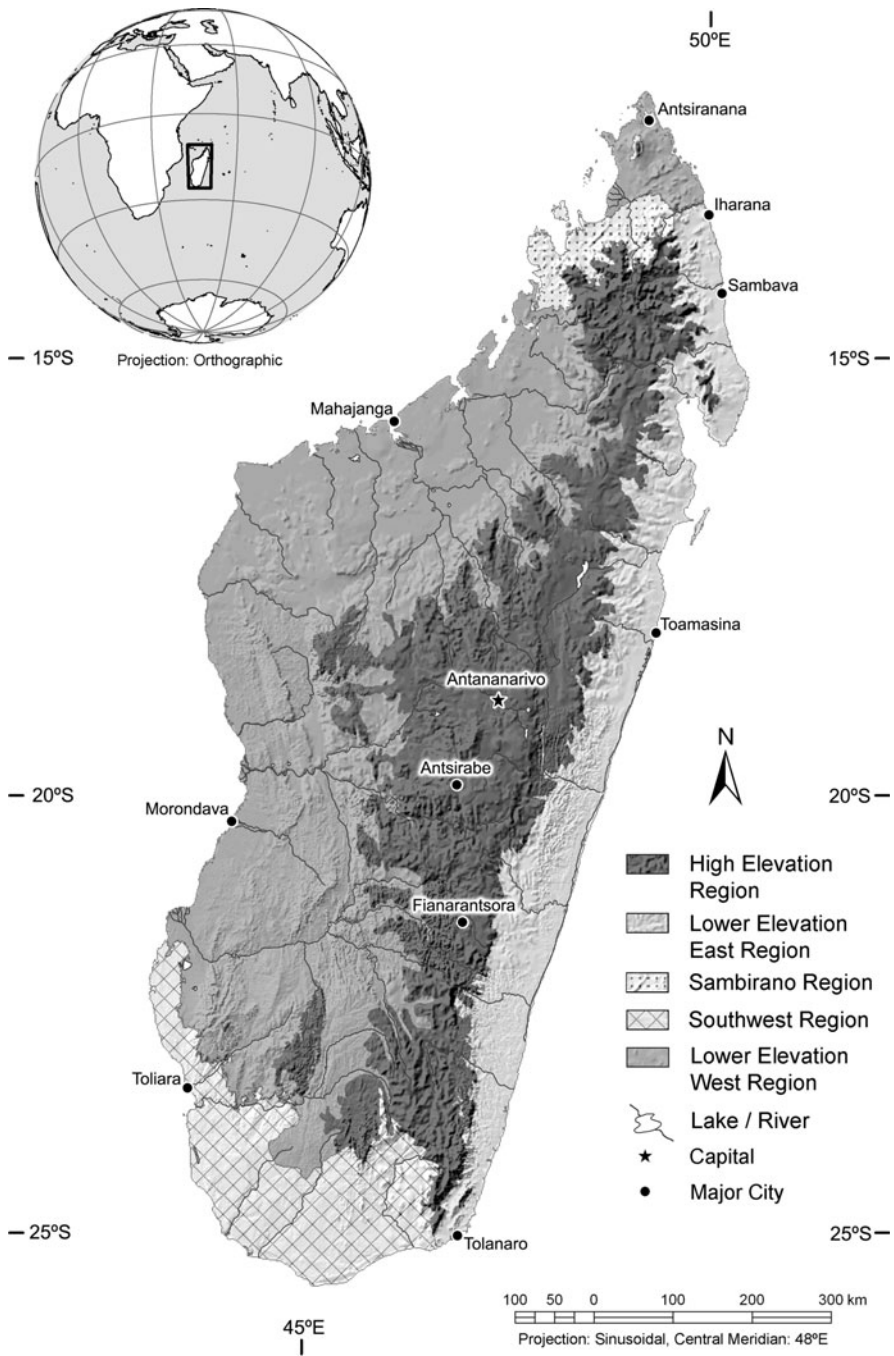 50ºE
Antsiranana
Iharana
Sambava
Projection: Orthographic
15ºS
15ºS
Mahajanga
Toamasina
Antananarivo
N
Antsirabe
20ºS
20ºS
Morondava
High Elevation
Region
Fianarantsora
Lower Elevation
East Region
Sambirano Region
Southwest Region
Lower Elevation
West Region
Toliara
Lake / River
Capital
Major City
25ºS
25ºS
Tolanaro
100 50 0 100 200 300 km
Projection: Sinusoidal, Central Meridian: 48ºE
45ºE